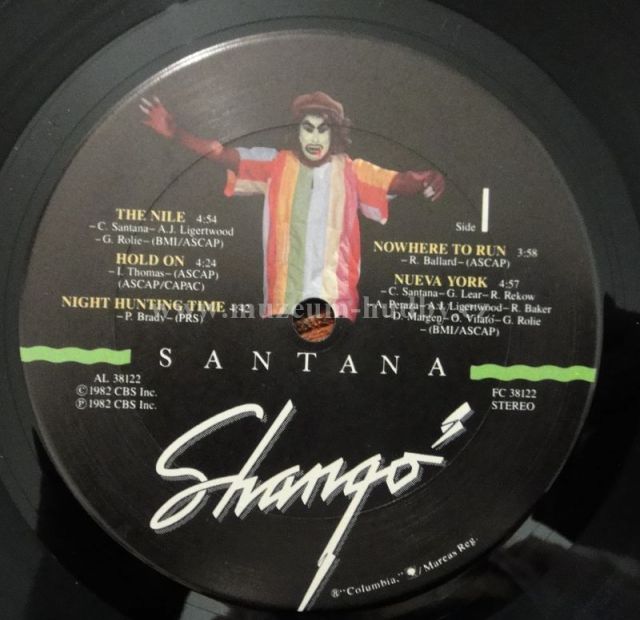 THE NILE 4:54
–C. Santana–A.J. Ligertwood
–G. Rolie–(BMI/ASCAP)
HOLD ON 4:24
–I. Thomas–(ASCAP)
(ASCAP/CAPAC)
NIGHT HUNTING TIME 4:42
–P. Brady–(PRS)
Side 1
NOWHERE TO RUN 3:58
–R. Ballard–(ASCAP)
NUEVA YORK 4:57
–C. Santana–G. Lear–R. Rekow
A. Peraza–A.J. Ligertwood–R. Baker
D. Margen–O. Vilató–G. Rolie
–(BMI/ASCAP)
SANTANA
AL 38122
©1982 CBS Inc.
℗1982 CBS Inc.
FC 38122
STEREO
Shangó
®"Columbia," / Marcas Reg.